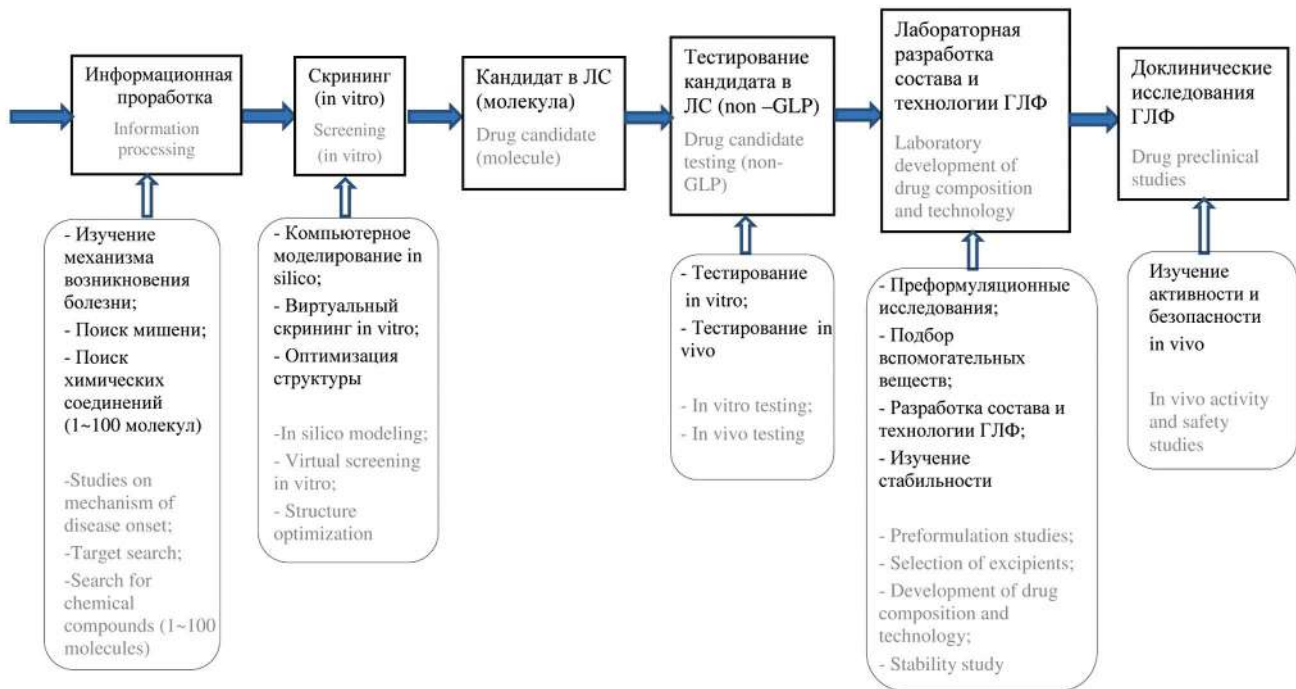 Информационная
проработка
Information
processing
Скрининг
(in vitro)
Screening
(in vitro)
Кандидат в ЛС
(молекула)
Drug candidate
(molecule)
Тестирование
кандидата в
ЛС (non –GLP)
Drug candidate
testing (non-
GLP)
Лабораторная
разработка
состава и
технологии ГЛФ
Laboratory
development of
drug composition
and technology
Доклинические
исследования
ГЛФ
Drug preclinical
studies
- Изучение
механизма
возникновения
болезни;
- Поиск мишени;
- Поиск
химических
соединений
(1~100 молекул)
-Studies on
mechanism of
disease onset;
-Target search;
-Search for
chemical
compounds (1~100
molecules)
- Компьютерное
моделирование in
silico;
- Виртуальный
скрининг in vitro;
- Оптимизация
структуры
-In silico modeling;
- Virtual screening
in vitro;
- Structure
optimization
- Тестирование
in vitro;
- Тестирование in
vivo
- In vitro testing;
- In vivo testing
- Преформуляционные
исследования;
- Подбор
вспомогательных
веществ;
- Разработка состава и
технологии ГЛФ;
- Изучение
стабильности
- Preformulation studies;
- Selection of excipients;
- Development of drug
composition and
technology;
- Stability study
Изучение
активности и
безопасности
in vivo
In vivo activity
and safety
studies